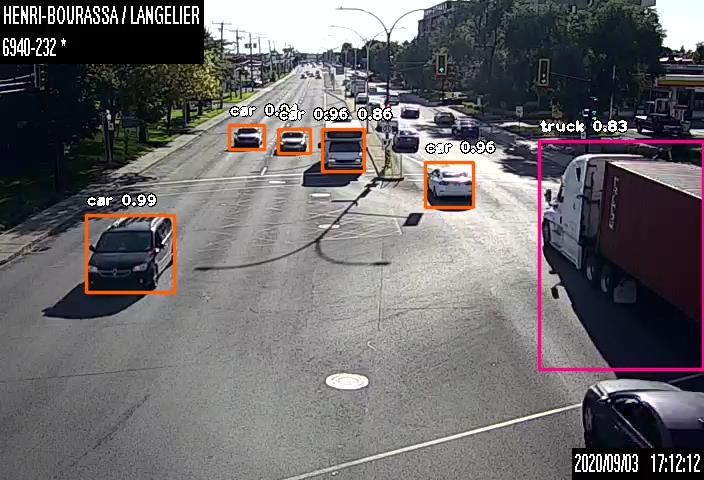 HENRI-BOURASSA / LANGELIER
6940-232 *
car 0.96 0.86
car 0.96
truck 0.83
car 0.99
2020/09/03 17:12:12